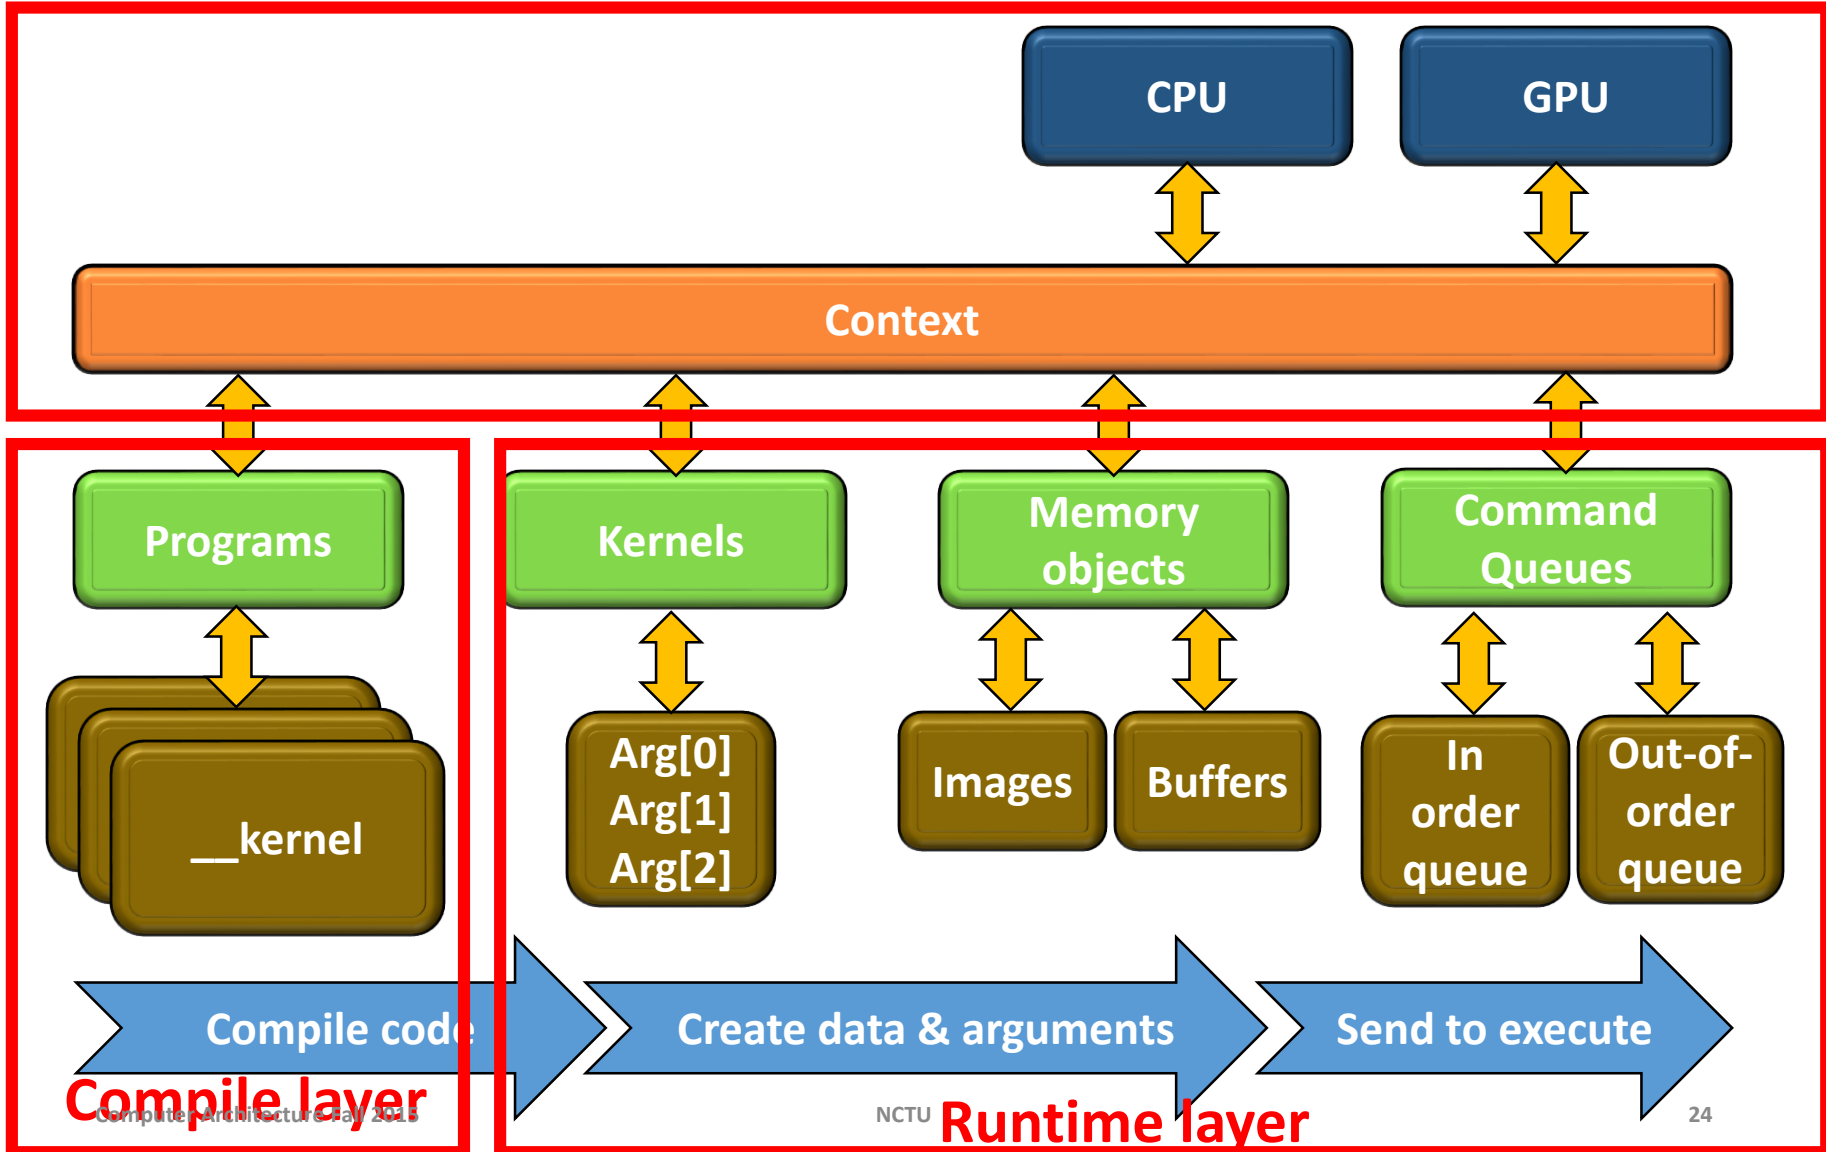 CPU
GPU
Context
Programs
Kernels
Memory
objects
Command
Queues
__kernel
Arg[0]
Arg[1]
Arg[2]
Images
Buffers
In
order
queue
Out-of-
order
queue
Compile code
Create data & arguments
Send to execute
Compile layer
Runtime layer
Computer Architecture Fall 2015
NCTU
24